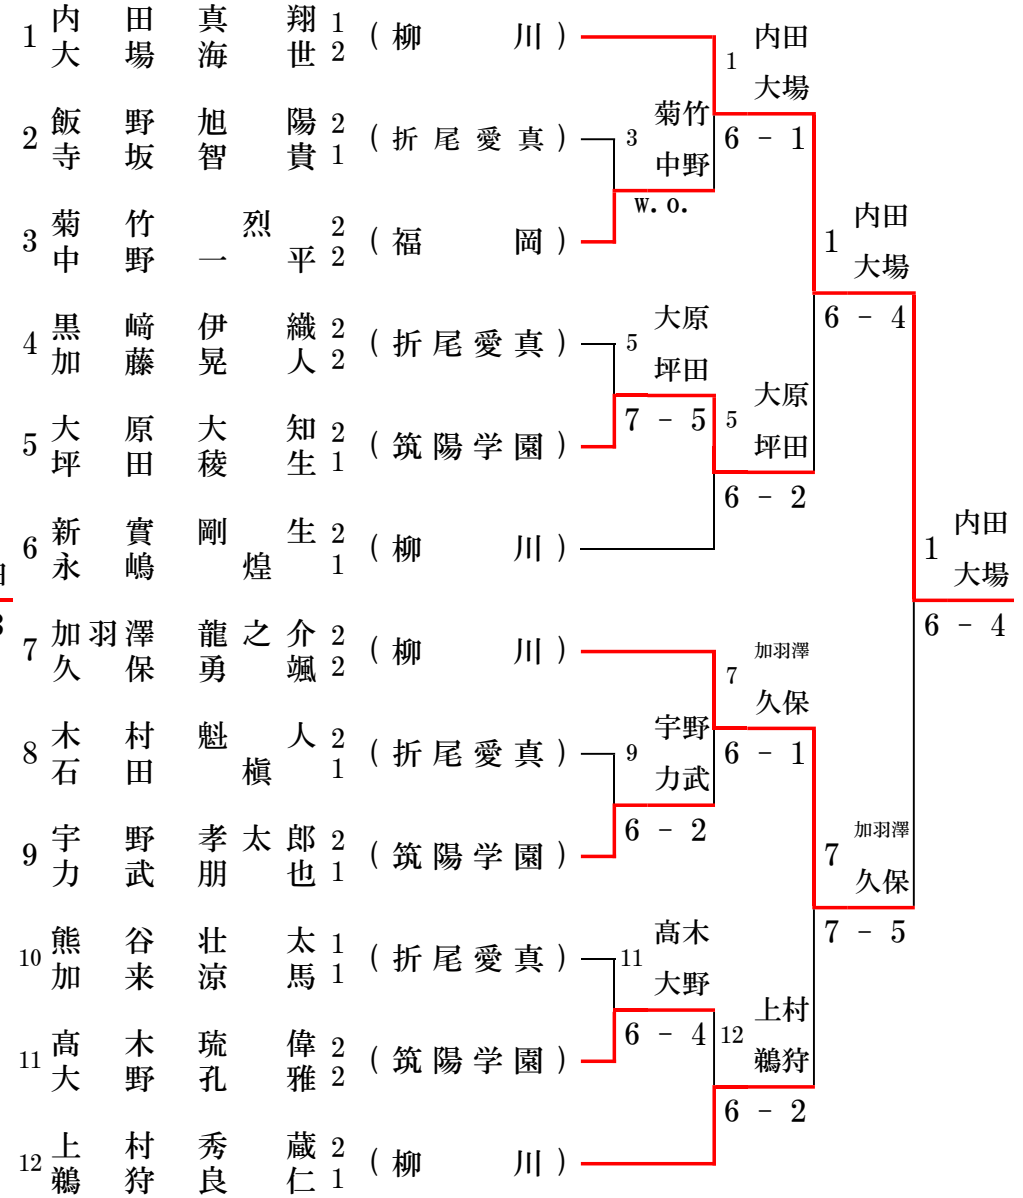 1 内田真翔 1 (柳川)
大場海世 2
2 飯野旭陽 2 (折尾愛真)
寺坂智貴 1
3 菊竹烈 2 (福岡)
中野一平 2
4 黒﨑伊織 2 (折尾愛真)
加藤晃人 2
5 大原大知 2 (筑陽学園)
坪田稜生 1
6 新實剛生 2 (柳川)
永嶋煌 1
7 加羽澤龍之介 2 (柳川)
久保勇颯 2
8 木村魁人 2 (折尾愛真)
石田槇 1
9 宇野孝太郎 2 (筑陽学園)
力武朋也 1
10 熊谷壮太 1 (折尾愛真)
加来涼馬 1
11 髙木琉偉 2 (筑陽学園)
大野孔雅 2
12 上村秀蔵 2 (柳川)
鵜狩良仁 1
3 菊竹
中野
w.o.
5 大原
坪田
7 - 5
9 宇野
力武
6 - 2
11 髙木
大野
6 - 4
1 内田
大場
6 - 1
5 大原
坪田
6 - 2
7 加羽澤
久保
6 - 1
12 上村
鵜狩
6 - 2
1 内田
大場
6 - 4
7 加羽澤
久保
7 - 5
1 内田
大場
6 - 4